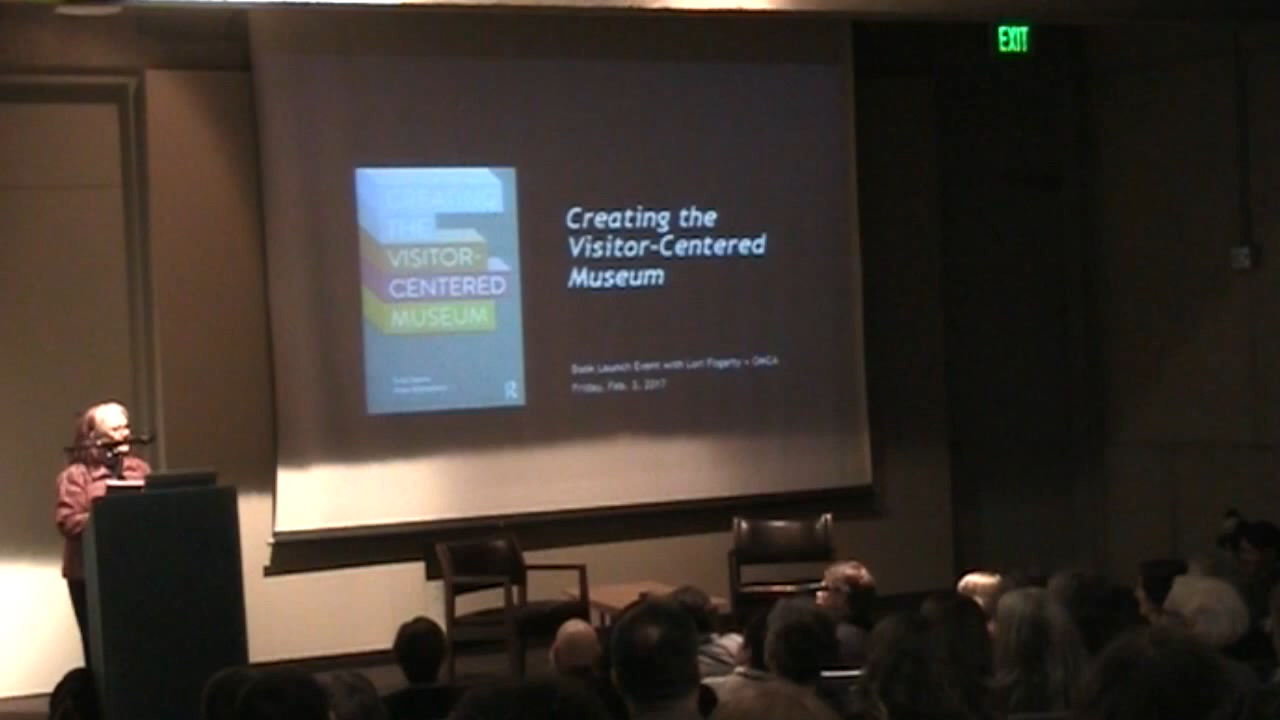 EXIT
CREATING
THE
VISITOR-
CENTERED
MUSEUM
Creating the
Visitor-Centered
Museum
Book Launch Event with Lori Fogarty - OMCA
Friday, Feb. 3, 2017
R